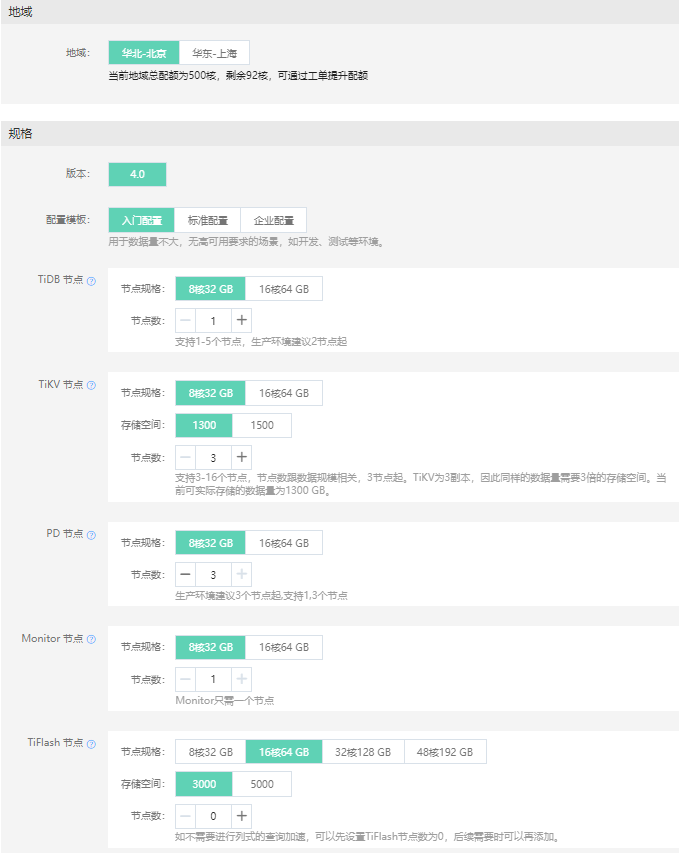 地域
地域： 华北-北京 华东-上海
当前地域总配额为500核，剩余92核，可通过工单提升配额
规格
版本： 4.0
配置模板： 入门配置 标准配置 企业配置
用于数据量不大，无高可用要求的场景，如开发、测试等环境。
TiDB 节点 ?
节点规格： 8核32 GB 16核64 GB
节点数： — 1 +
支持1-5个节点，生产环境建议2节点起
TiKV 节点 ?
节点规格： 8核32 GB 16核64 GB
存储空间： 1300 1500
节点数： — 3 +
支持3-16个节点，节点数跟数据规模相关，3节点起。TiKV为3副本，因此同样的数据量需要3倍的存储空间。当
前可实际存储的数据量为1300 GB。
PD 节点 ?
节点规格： 8核32 GB 16核64 GB
节点数： — 3 +
生产环境建议3个节点起,支持1,3个节点
Monitor 节点 ?
节点规格： 8核32 GB 16核64 GB
节点数： — 1 +
Monitor只需一个节点
TiFlash 节点 ?
节点规格： 8核32 GB 16核64 GB 32核128 GB 48核192 GB
存储空间： 3000 5000
节点数： — 0 +
如不需要进行列式的查询加速，可以先设置TiFlash节点数为0，后续需要时可以再添加。